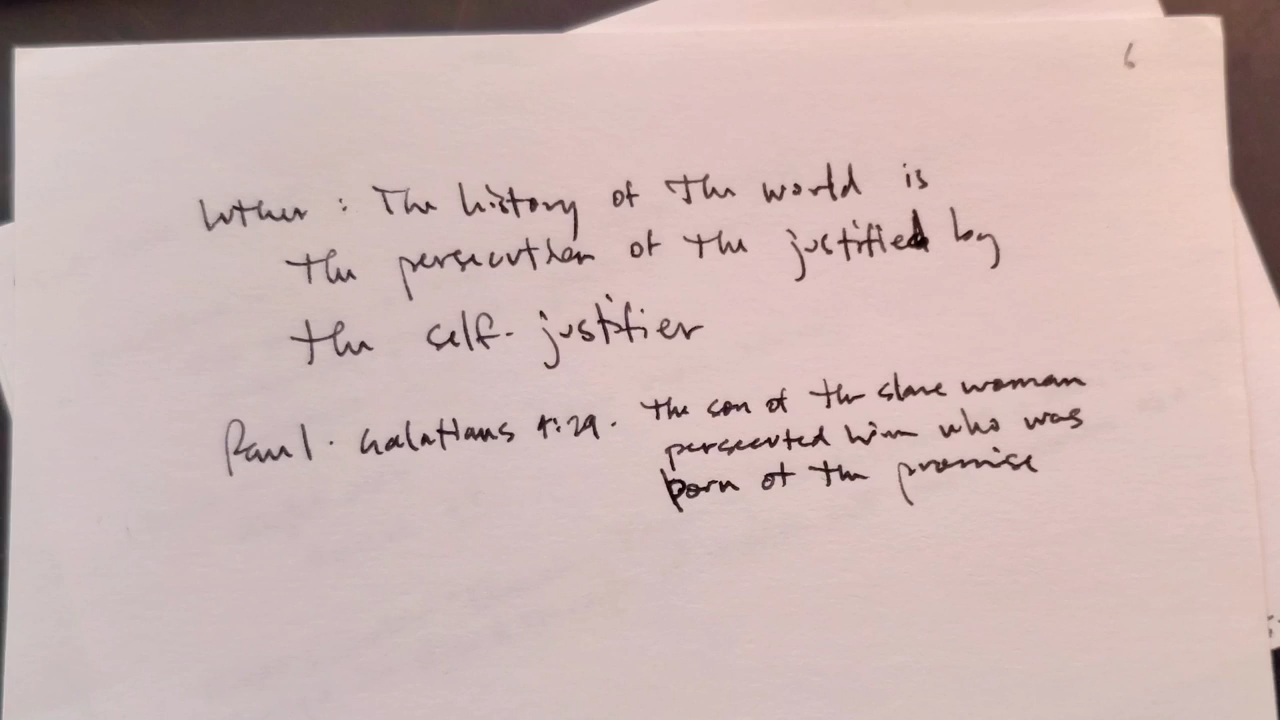 6
Luther: The history of the world is
the persecution of the justified by
the self-justifier
Paul. Galatians 4:29. The son of the slave woman
persecuted him who was
born of the promise